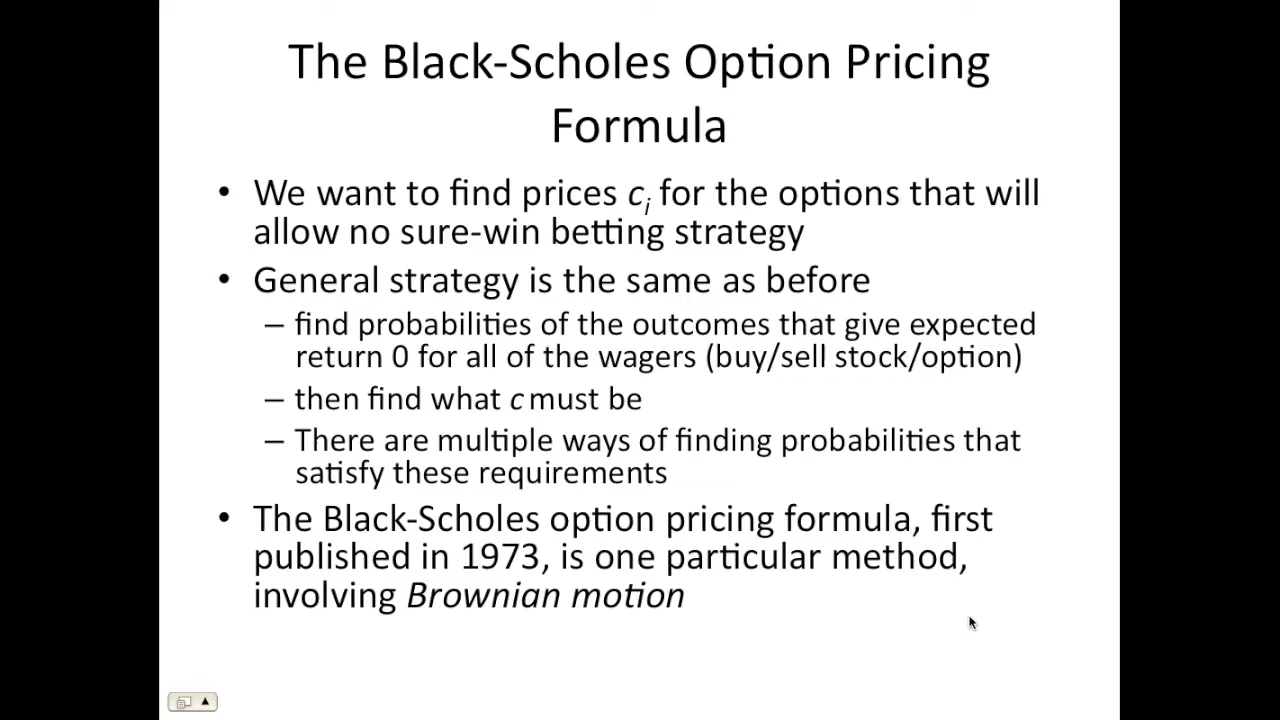 The Black-Scholes Option Pricing
Formula
• We want to find prices ci for the options that will
allow no sure-win betting strategy
• General strategy is the same as before
– find probabilities of the outcomes that give expected
return 0 for all of the wagers (buy/sell stock/option)
– then find what c must be
– There are multiple ways of finding probabilities that
satisfy these requirements
• The Black-Scholes option pricing formula, first
published in 1973, is one particular method,
involving Brownian motion